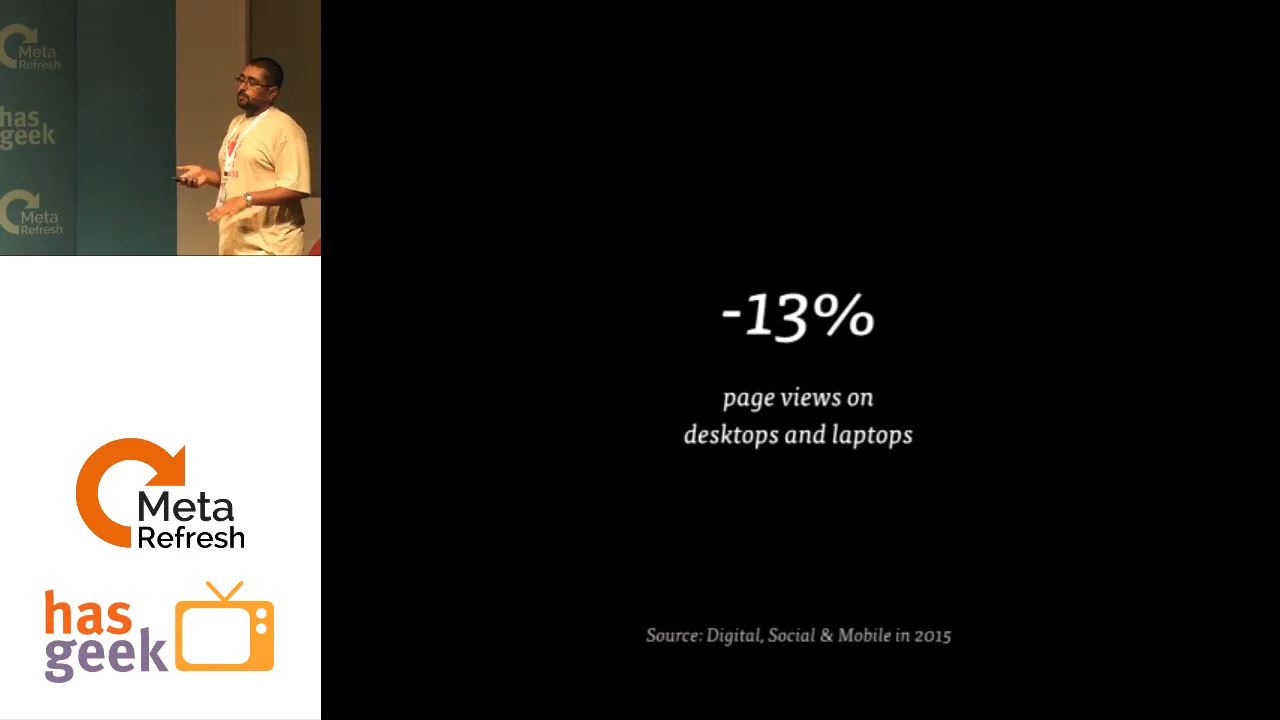 Meta
Refresh
has
geek
Meta
Refresh
-13%
page views on
desktops and laptops
Source: Digital, Social & Mobile in 2015
Meta
Refresh
has
geek